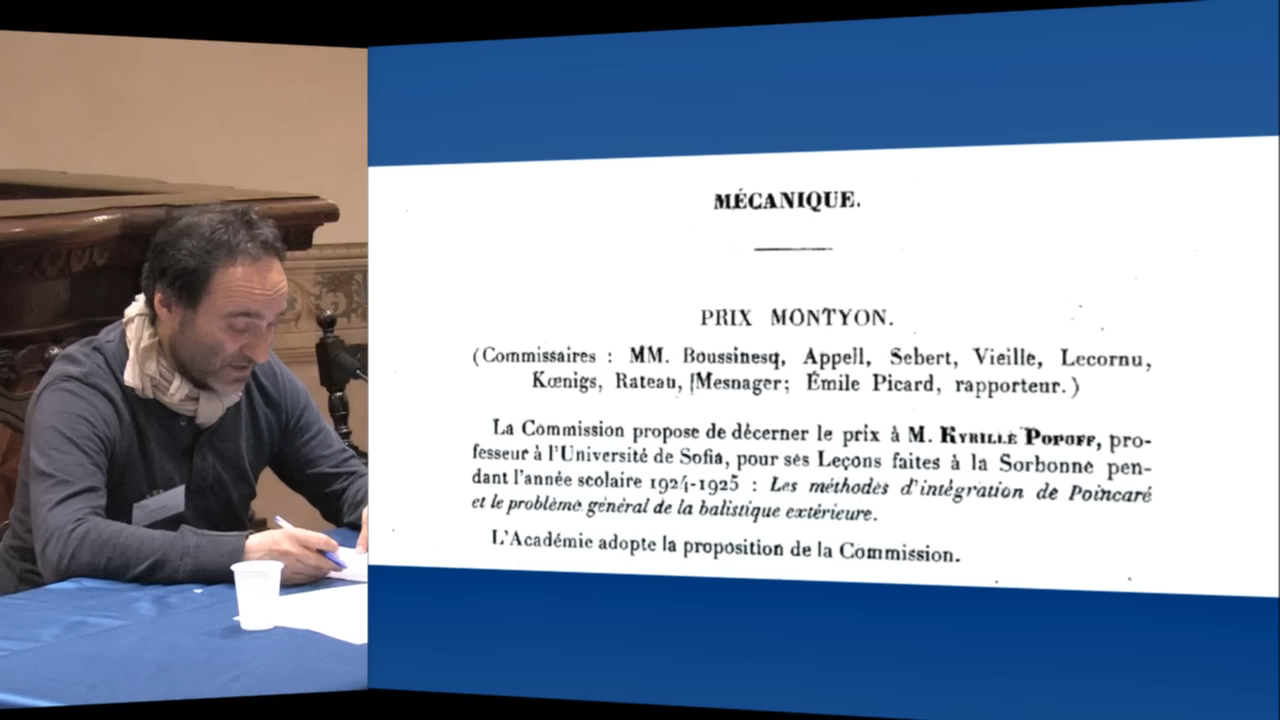 MÉCANIQUE.
PRIX MONTYON.
(Commissaires : MM. Boussinesq, Appell, Sebert, Vieille, Lecornu,
Kœnigs, Rateau, Mesnager; Émile Picard, rapporteur.)
La Commission propose de décerner le prix à M. Kyrille Popoff, pro-
fesseur à l'Université de Sofia, pour ses Leçons faites à la Sorbonne pen-
dant l'année scolaire 1924-1925 : Les méthodes d'intégration de Poincaré
et le problème général de la balistique extérieure.
L'Académie adopte la proposition de la Commission.